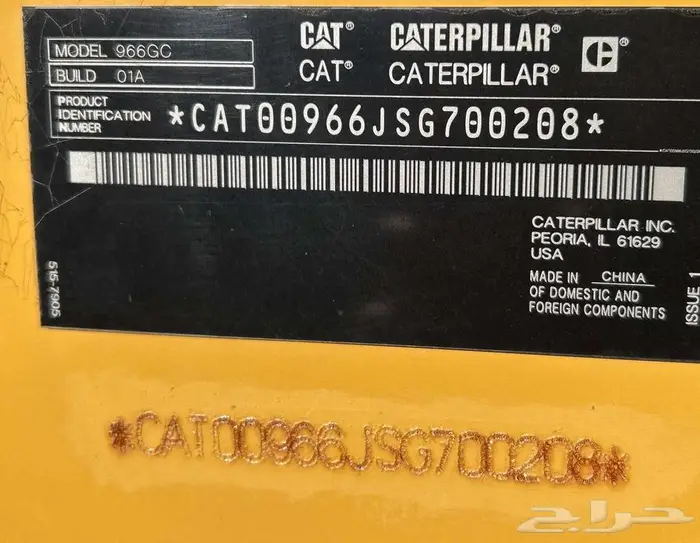 MODEL 966GC
BUILD 01A
CAT® CATERPILLAR®
CAT® CATERPILLAR®
PRODUCT
IDENTIFICATION
NUMBER
*CAT00966JSG700208*
*CAT00966JSG700208*
CATERPILLAR INC.
PEORIA, IL 61629
USA
MADE IN CHINA
OF DOMESTIC AND
FOREIGN COMPONENTS
515-7905
ISSUE 1
*CAT00966JSG700208*
حراج